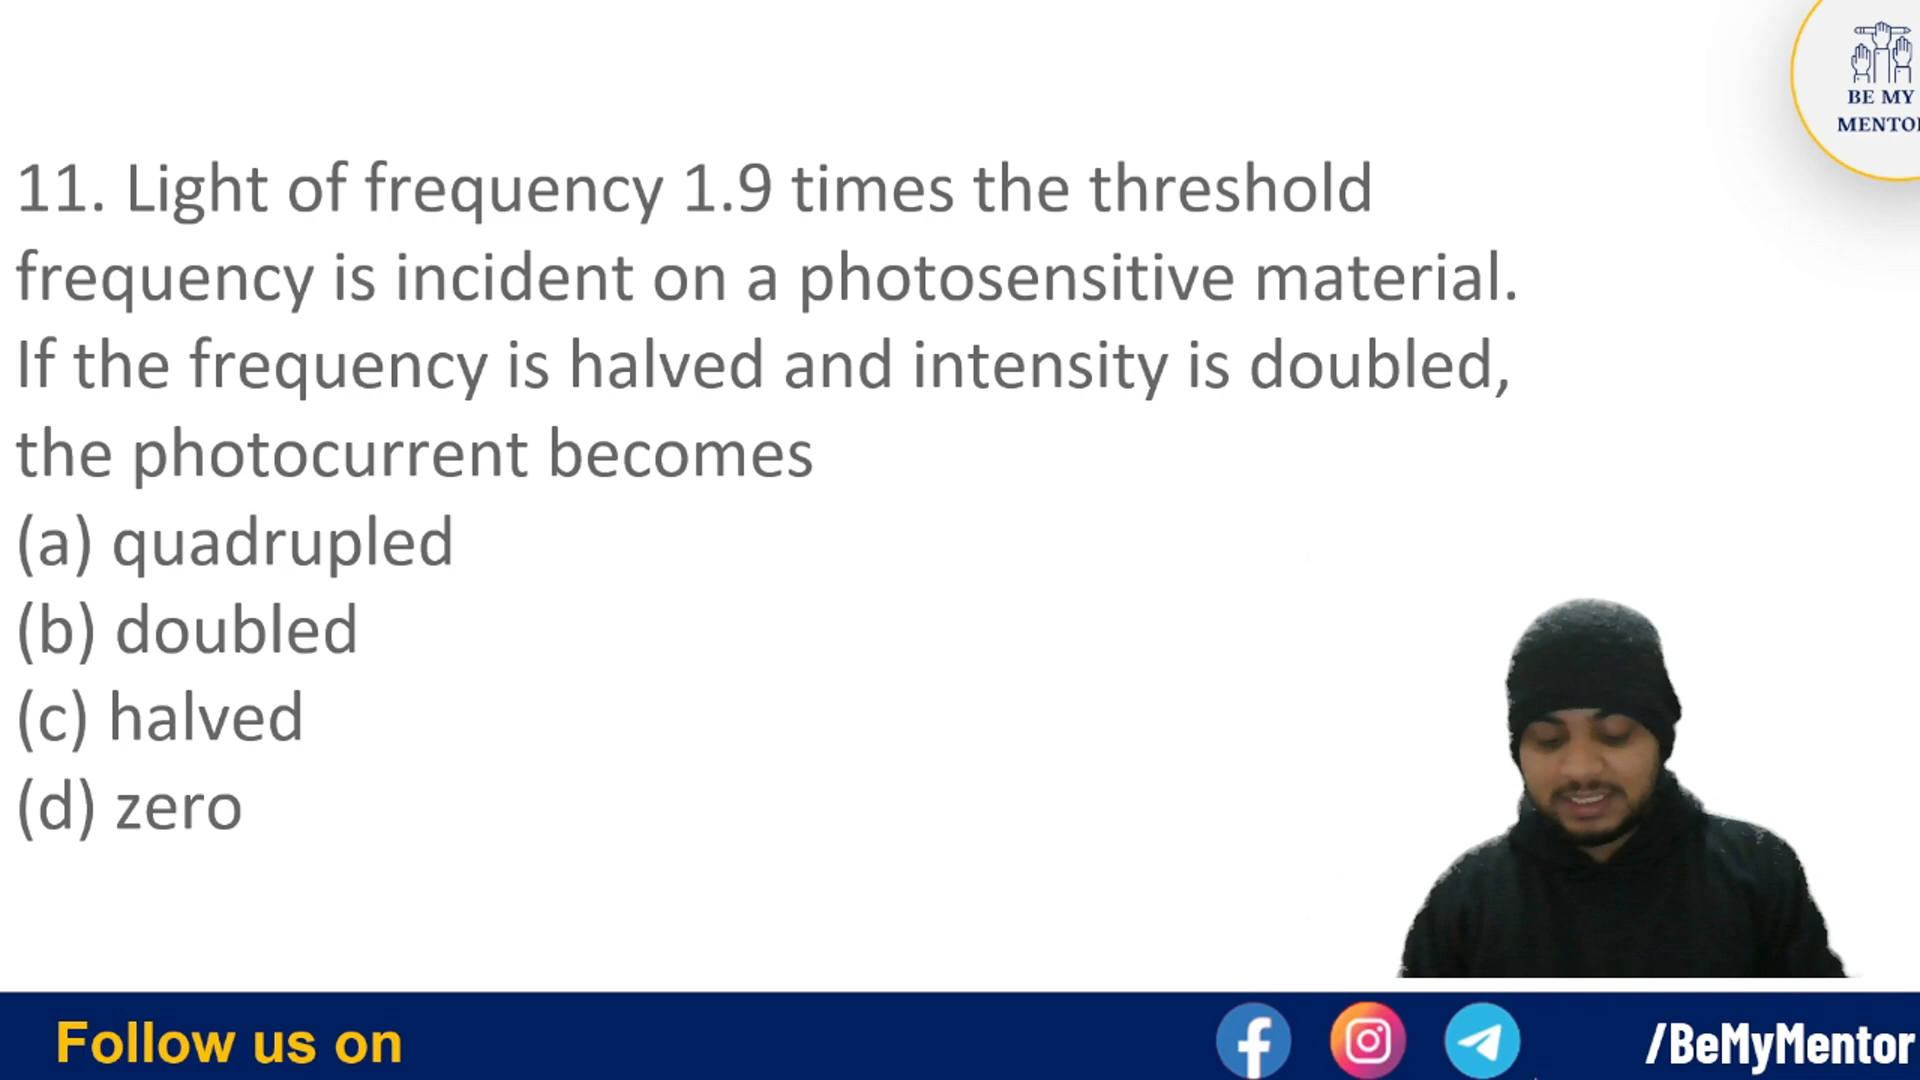 BE MY
11. Light of frequency 1.9 times the threshold
frequency is incident on a photosensitive material.
If the frequency is halved and intensity is doubled,
the photocurrent becomes
(a) quadrupled
(b) doubled
(c) halved
(d) zero
Follow us on
/BeMyMentor